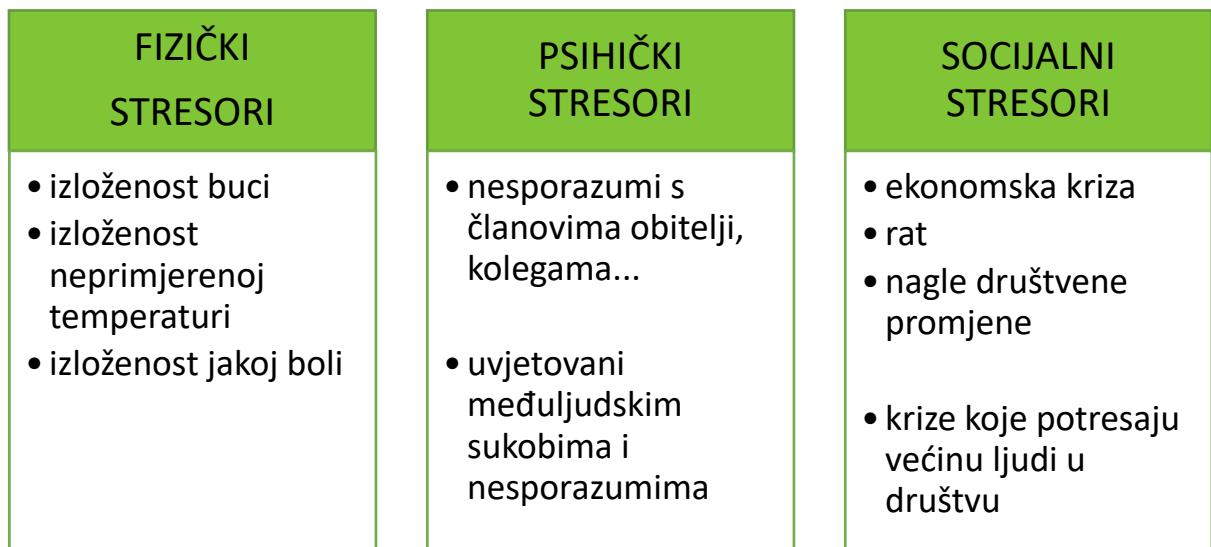 FIZIČKI
STRESORI
• izloženost buci
• izloženost
neprimjerenoj
temperaturi
• izloženost jakoj boli
PSIHIČKI
STRESORI
• nesporazumi s
članovima obitelji,
kolegama...
• uvjetovani
međuljudskim
sukobima i
nesporazumima
SOCIJALNI
STRESORI
• ekonomska kriza
• rat
• nagle društvene
promjene
• krize koje potresaju
većinu ljudi u
društvu